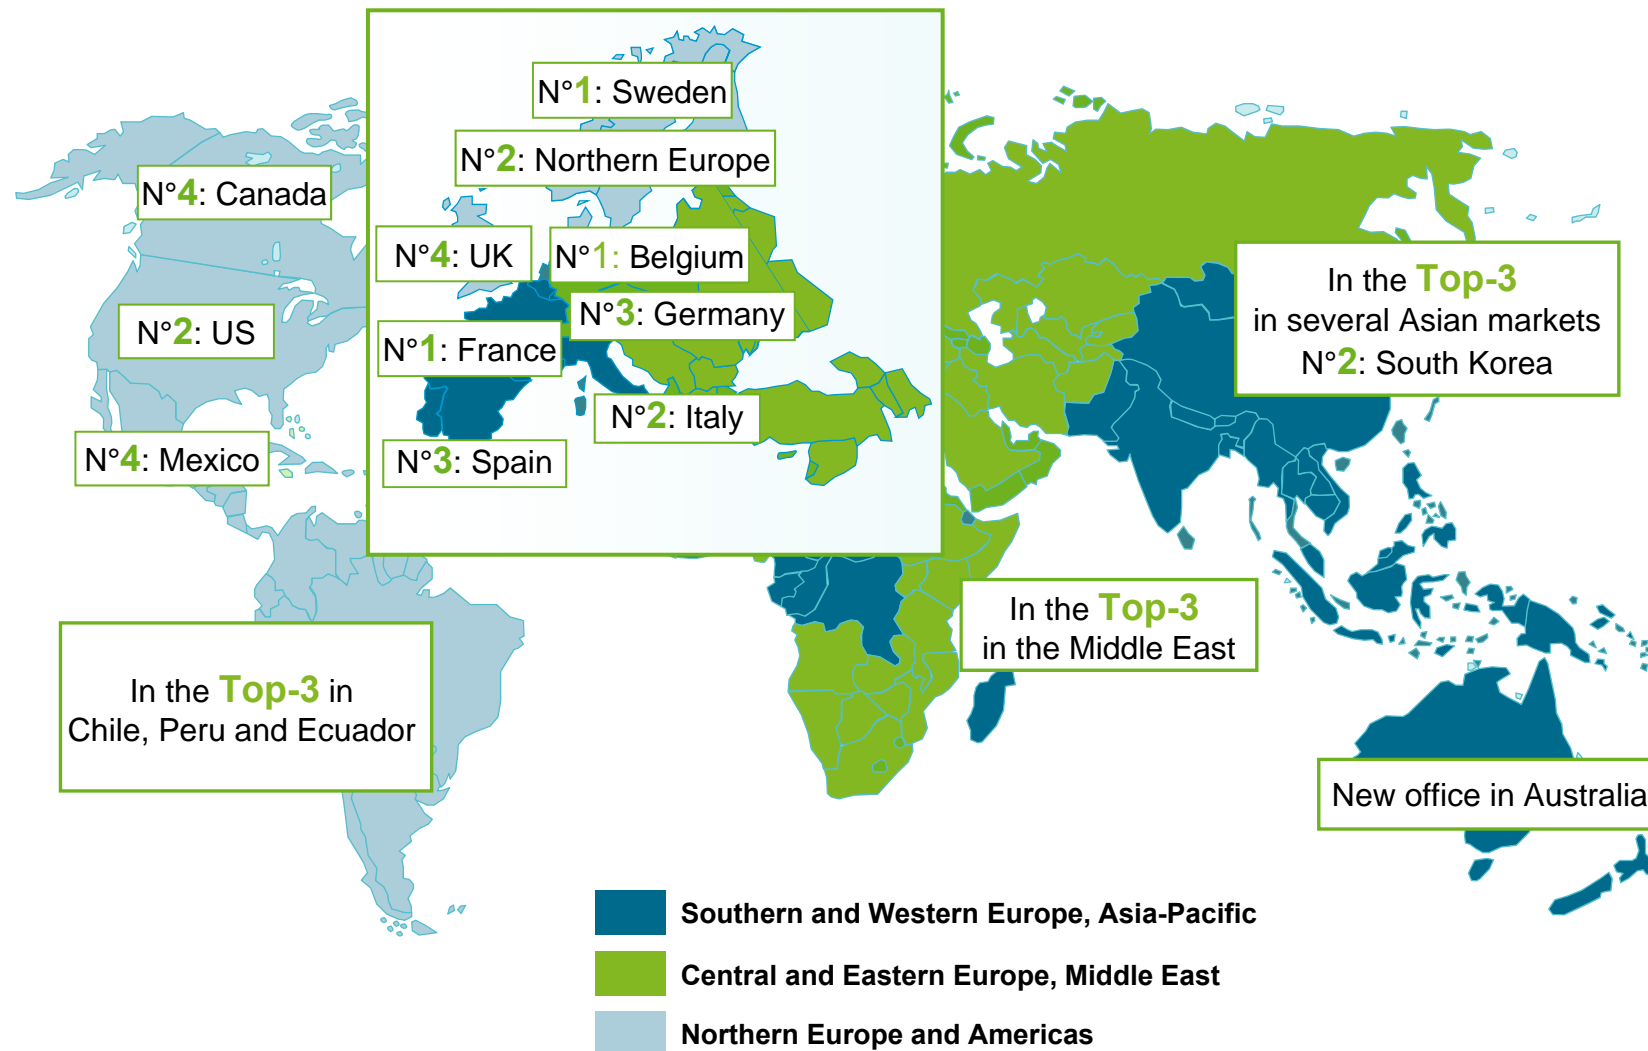 N°1: Sweden
N°2: Northern Europe
N°4: Canada
N°4: UK
N°1: Belgium
N°2: US
N°3: Germany
N°1: France
N°2: Italy
N°4: Mexico
N°3: Spain
In the Top-3
in several Asian markets
N°2: South Korea
In the Top-3
in the Middle East
In the Top-3 in
Chile, Peru and Ecuador
New office in Australia
Southern and Western Europe, Asia-Pacific
Central and Eastern Europe, Middle East
Northern Europe and Americas